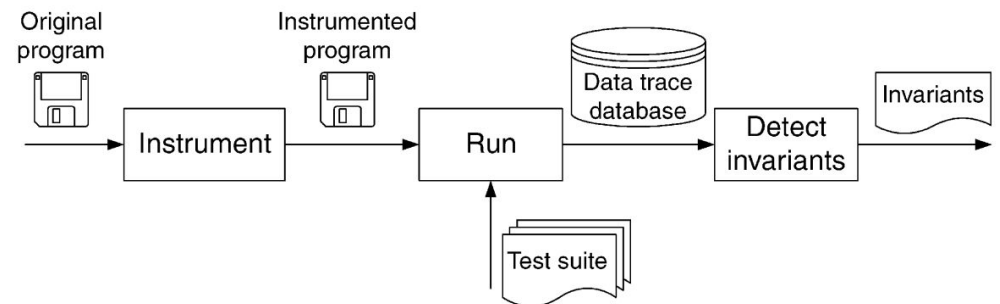 Original
program
Instrumented
program
Data trace
database
Invariants
Instrument
Run
Detect
invariants
Test suite